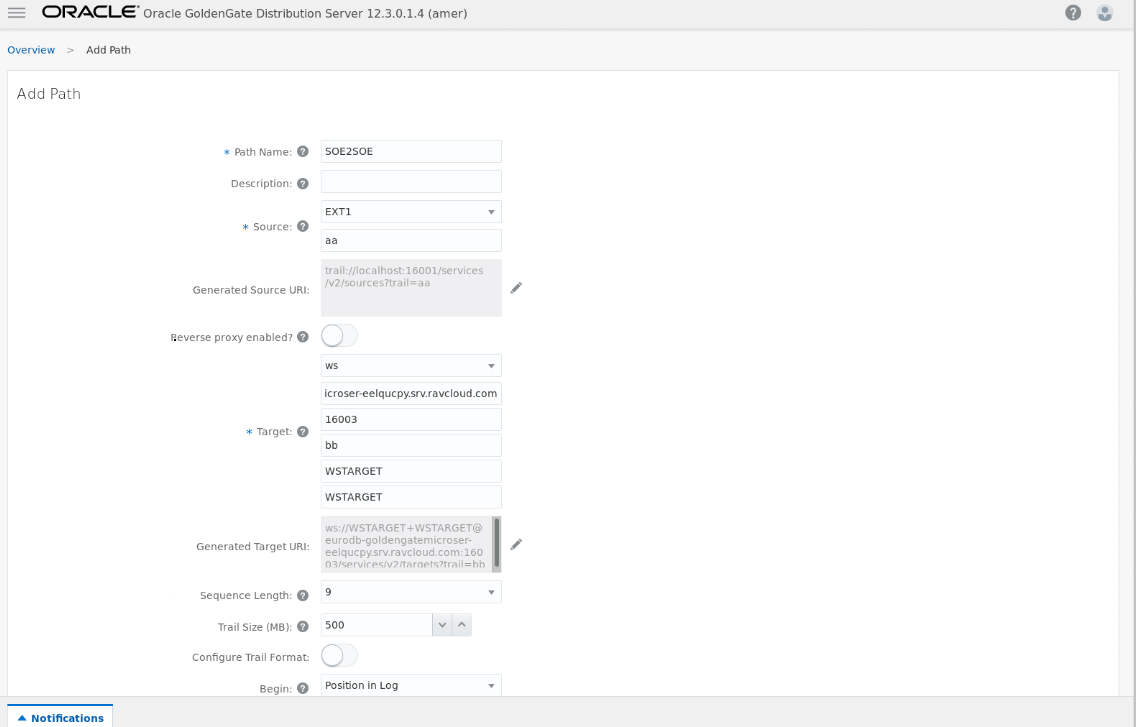 ORACLE® Oracle GoldenGate Distribution Server 12.3.0.1.4 (amer)
Overview > Add Path
Add Path
* Path Name: ? SOE2SOE
Description: ?
* Source: ? EXT1
aa
Generated Source URI: trail://localhost:16001/services
/v2/sources?trail=aa
Reverse proxy enabled? ?
* Target: ? ws
icroser-eelqucpy.srv.ravcloud.com
16003
bb
WSTARGET
WSTARGET
Generated Target URI: ws://WSTARGET+WSTARGET@
eurodb-goldengatemicroser-
eelqucpy.srv.ravcloud.com:160
03/services/v2/targets?trail=bb
Sequence Length: ? 9
Trail Size (MB): ? 500
Configure Trail Format:
Begin: ? Position in Log
Notifications